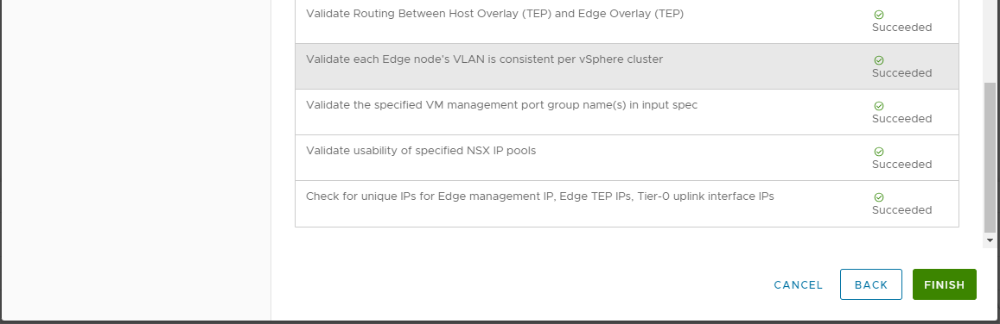 Validate Routing Between Host Overlay (TEP) and Edge Overlay (TEP)
Succeeded
Validate each Edge node's VLAN is consistent per vSphere cluster
Succeeded
Validate the specified VM management port group name(s) in input spec
Succeeded
Validate usability of specified NSX IP pools
Succeeded
Check for unique IPs for Edge management IP, Edge TEP IPs, Tier-0 uplink interface IPs
Succeeded
CANCEL BACK FINISH